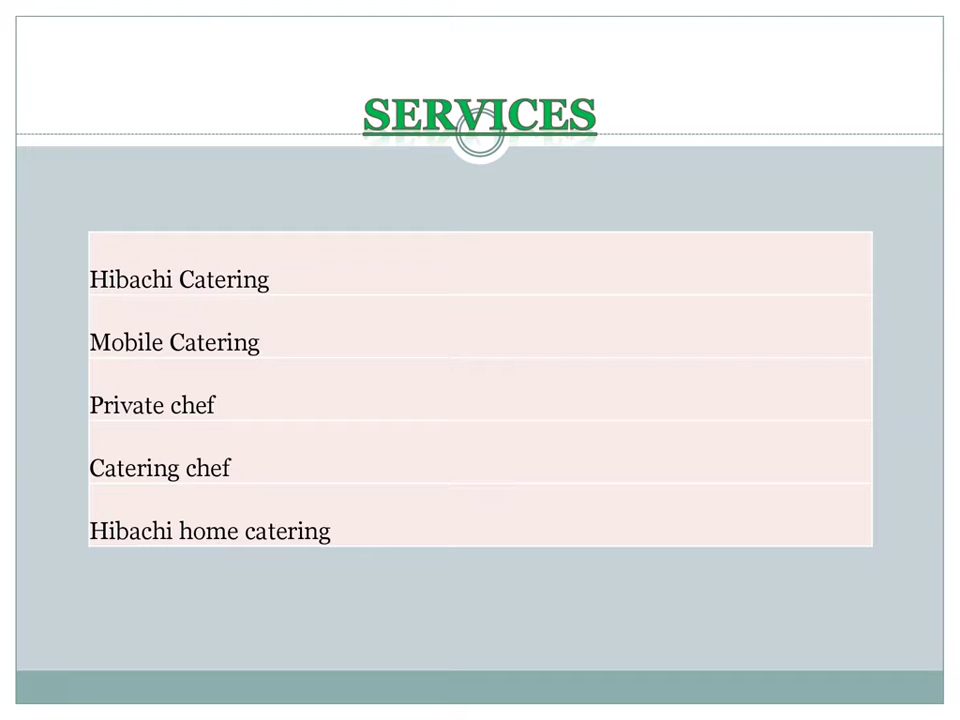 SERVICES
Hibachi Catering
Mobile Catering
Private chef
Catering chef
Hibachi home catering